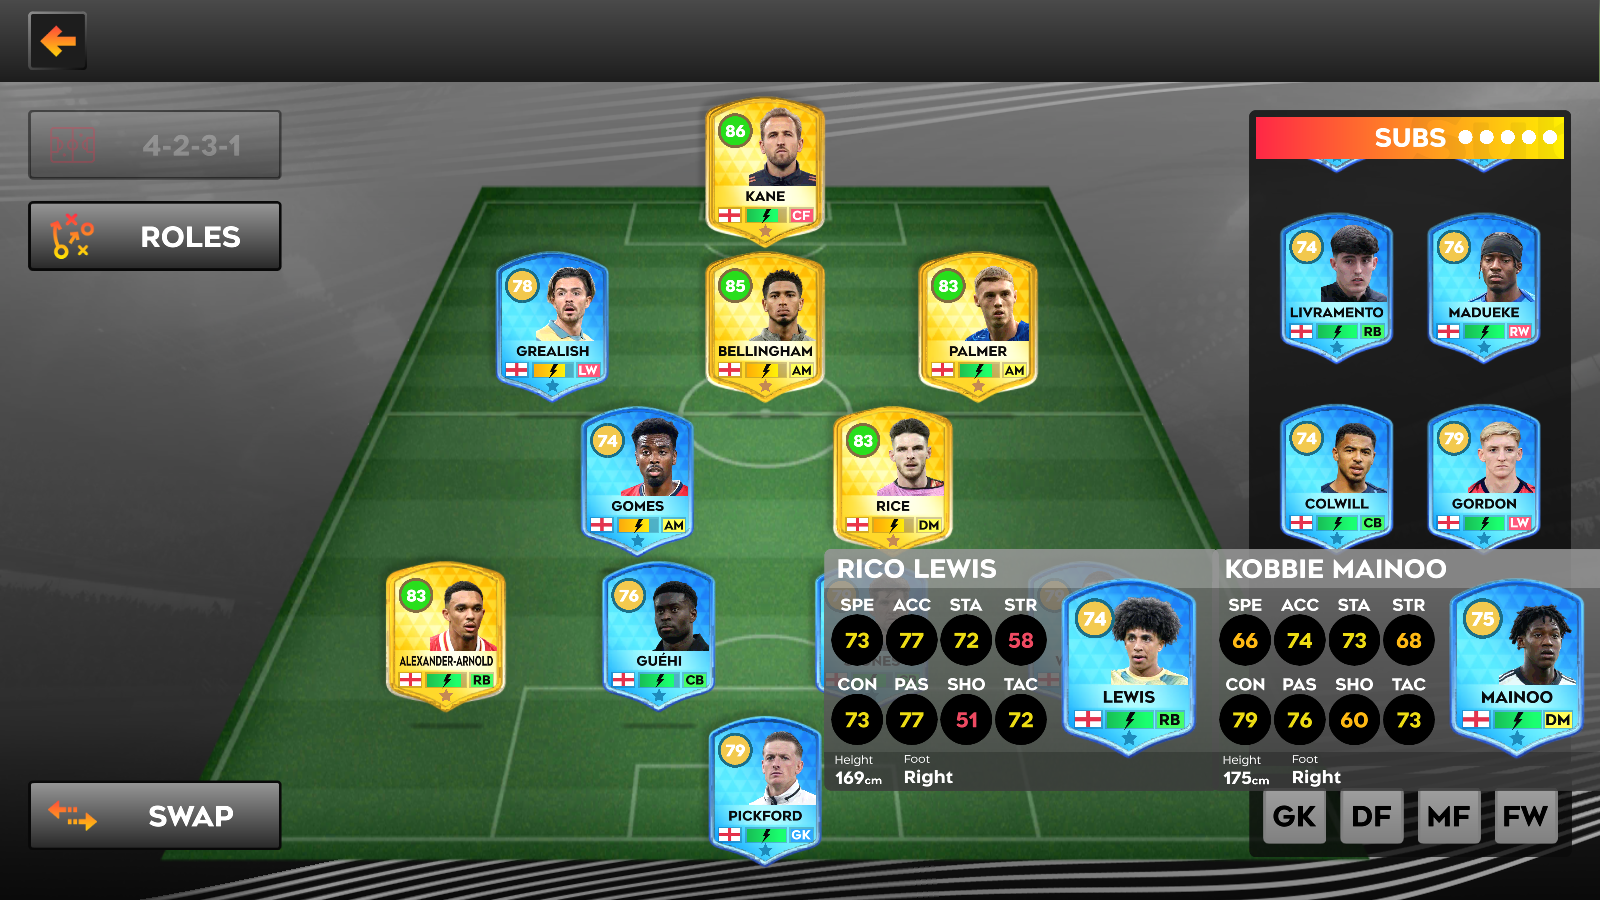 4-2-3-1
ROLES
SWAP
86
KANE
CF
78
GREALISH
LW
85
BELLINGHAM
AM
83
PALMER
AM
74
GOMES
AM
83
RICE
DM
83
ALEXANDER-ARNOLD
RB
76
GUÉHI
CB
79
PICKFORD
GK
SUBS
74
LIVRAMENTO
RB
76
MADUEKE
RW
74
COLWILL
CB
79
GORDON
LW
RICO LEWIS
SPE ACC STA STR
73 77 72 58
CON PAS SHO TAC
73 77 51 72
Height Foot
169cm Right
74
LEWIS
RB
KOBBIE MAINOO
SPE ACC STA STR
66 74 73 68
CON PAS SHO TAC
79 76 60 73
Height Foot
175cm Right
75
MAINOO
DM
GK DF MF FW